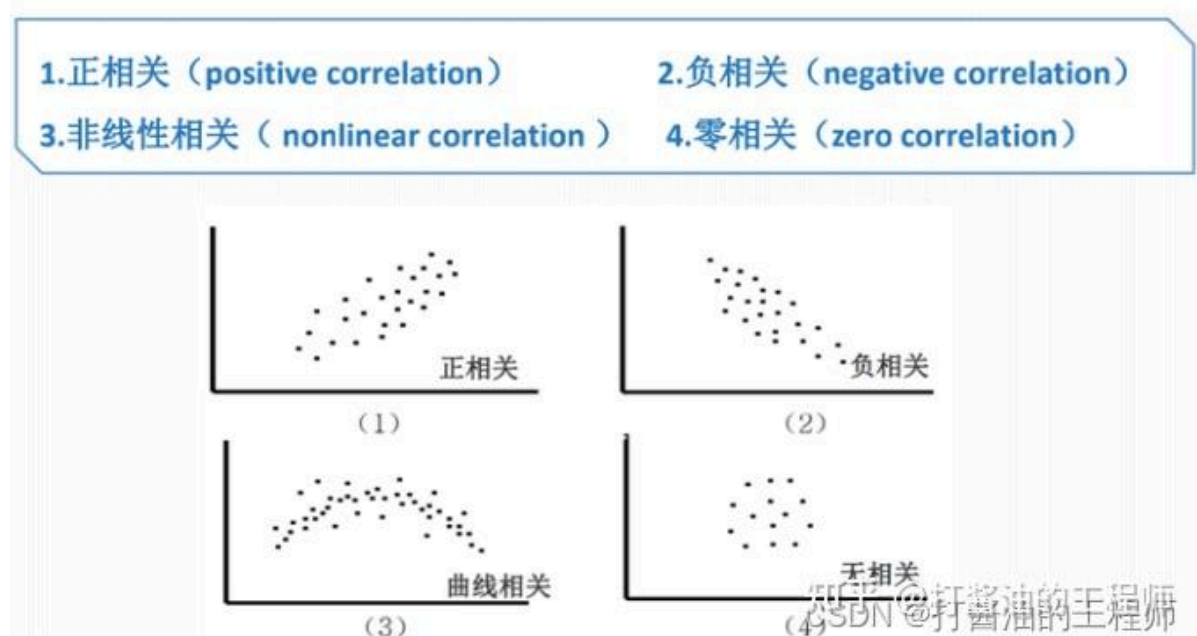 1.正相关（positive correlation） 2.负相关（negative correlation）
3.非线性相关（ nonlinear correlation ） 4.零相关（zero correlation）
正相关 负相关
（1） （2）
曲线相关 无相关
（3） （4）
知乎 @打酱油的工程师
CSDN @打酱油的工程师